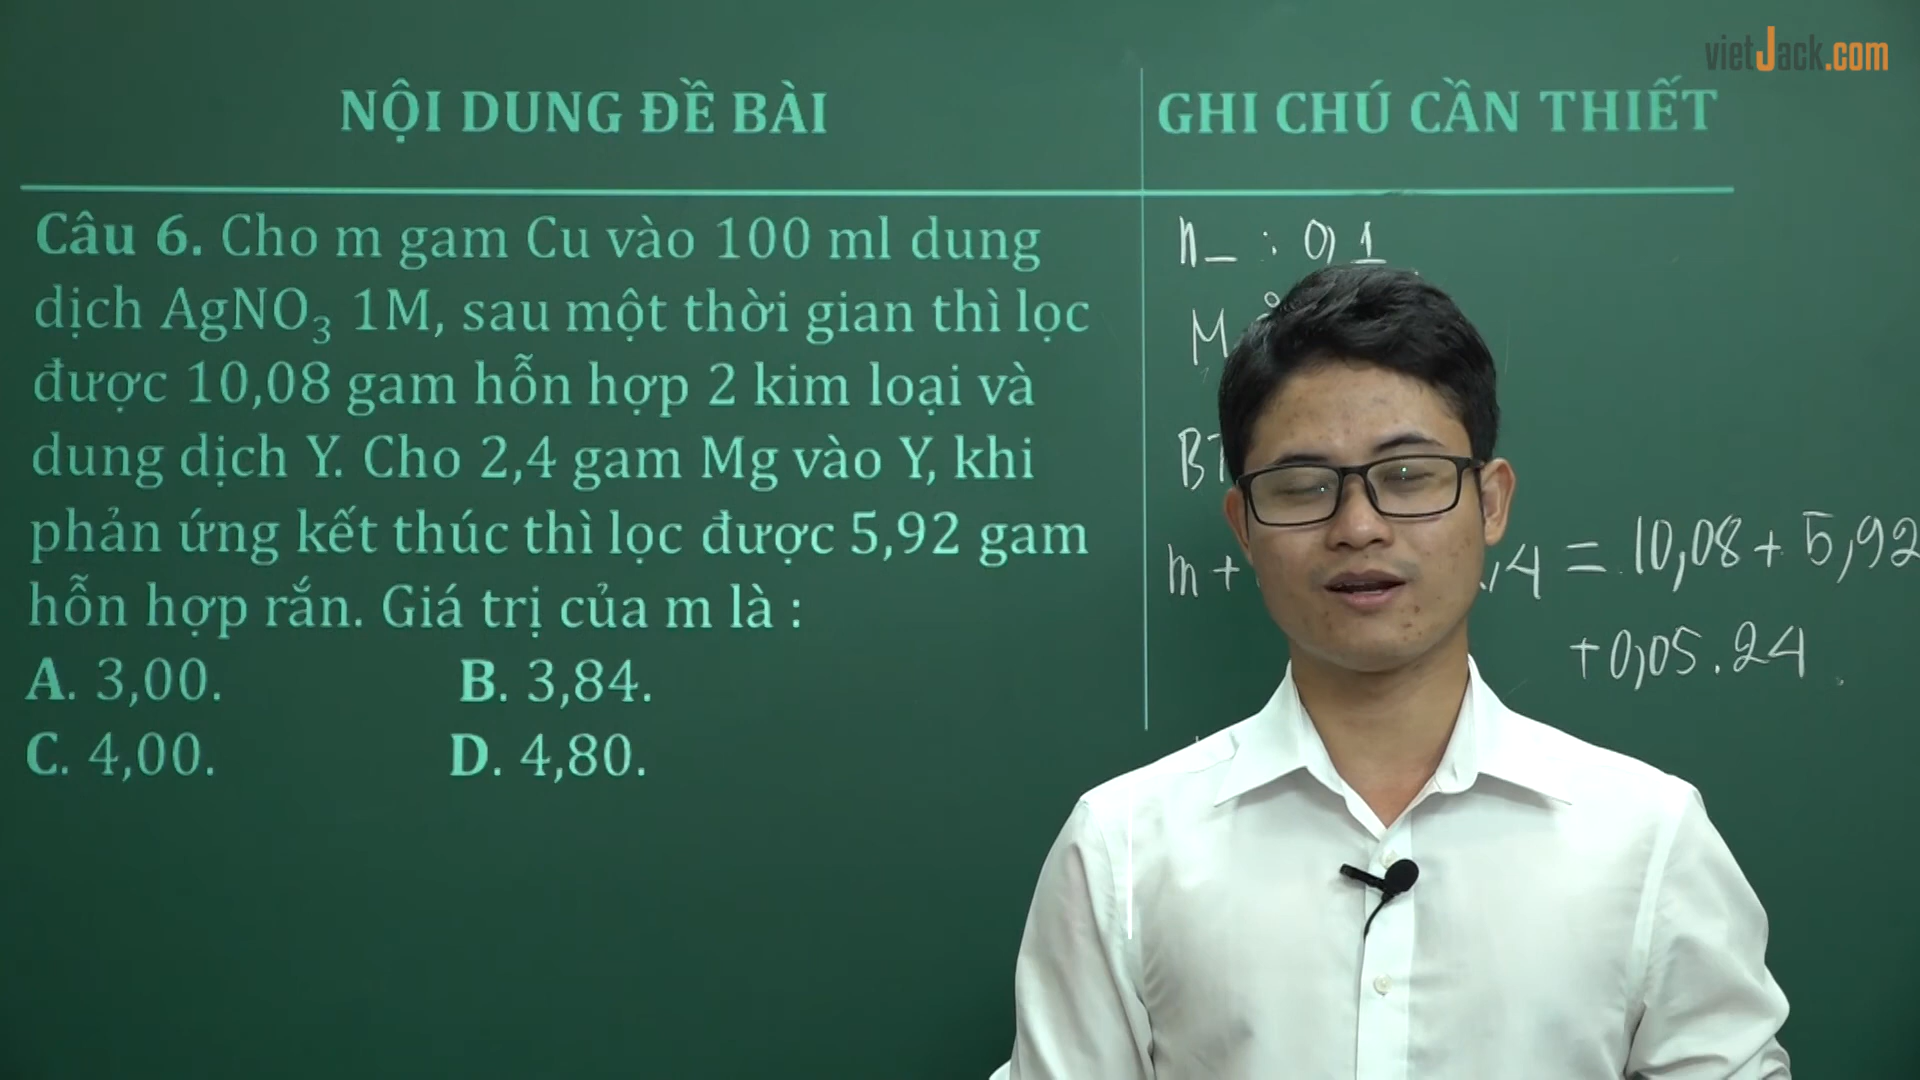 vietJack.com
NỘI DUNG ĐỀ BÀI
GHI CHÚ CẦN THIẾT
Câu 6. Cho m gam Cu vào 100 ml dung
dịch AgNO₃ 1M, sau một thời gian thì lọc
được 10,08 gam hỗn hợp 2 kim loại và
dung dịch Y. Cho 2,4 gam Mg vào Y, khi
phản ứng kết thúc thì lọc được 5,92 gam
hỗn hợp rắn. Giá trị của m là :
A. 3,00. B. 3,84.
C. 4,00. D. 4,80.
n_ : 0,1
M
B
m + ,4 = 10,08 + 5,92
+0,05.24